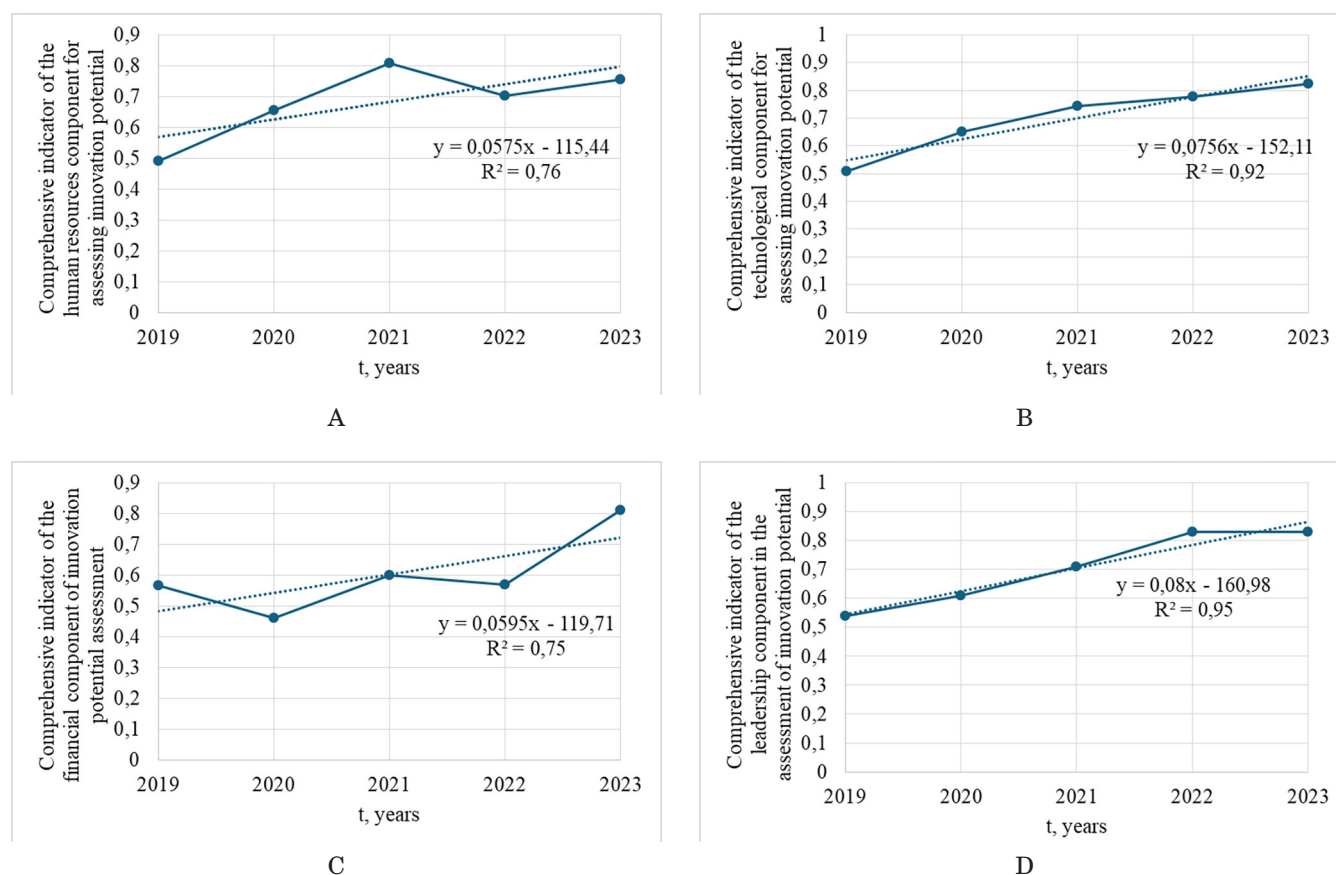 Comprehensive indicator of the
human resources component for
assessing innovation potential
0,9
0,8
0,7
0,6
0,5
0,4
0,3
0,2
0,1
0
y = 0,0575x - 115,44
R² = 0,76
2019 2020 2021 2022 2023
t, years
A
Comprehensive indicator of the
technological component for
assessing innovation potential
1
0,9
0,8
0,7
0,6
0,5
0,4
0,3
0,2
0,1
0
y = 0,0756x - 152,11
R² = 0,92
2019 2020 2021 2022 2023
t, years
B
Comprehensive indicator of the
financial component of innovation
potential assessment
0,9
0,8
0,7
0,6
0,5
0,4
0,3
0,2
0,1
0
y = 0,0595x - 119,71
R² = 0,75
2019 2020 2021 2022 2023
t, years
C
Comprehensive indicator of the
leadership component in the
assessment of innovation potential
1
0,9
0,8
0,7
0,6
0,5
0,4
0,3
0,2
0,1
0
y = 0,08x - 160,98
R² = 0,95
2019 2020 2021 2022 2023
t, years
D